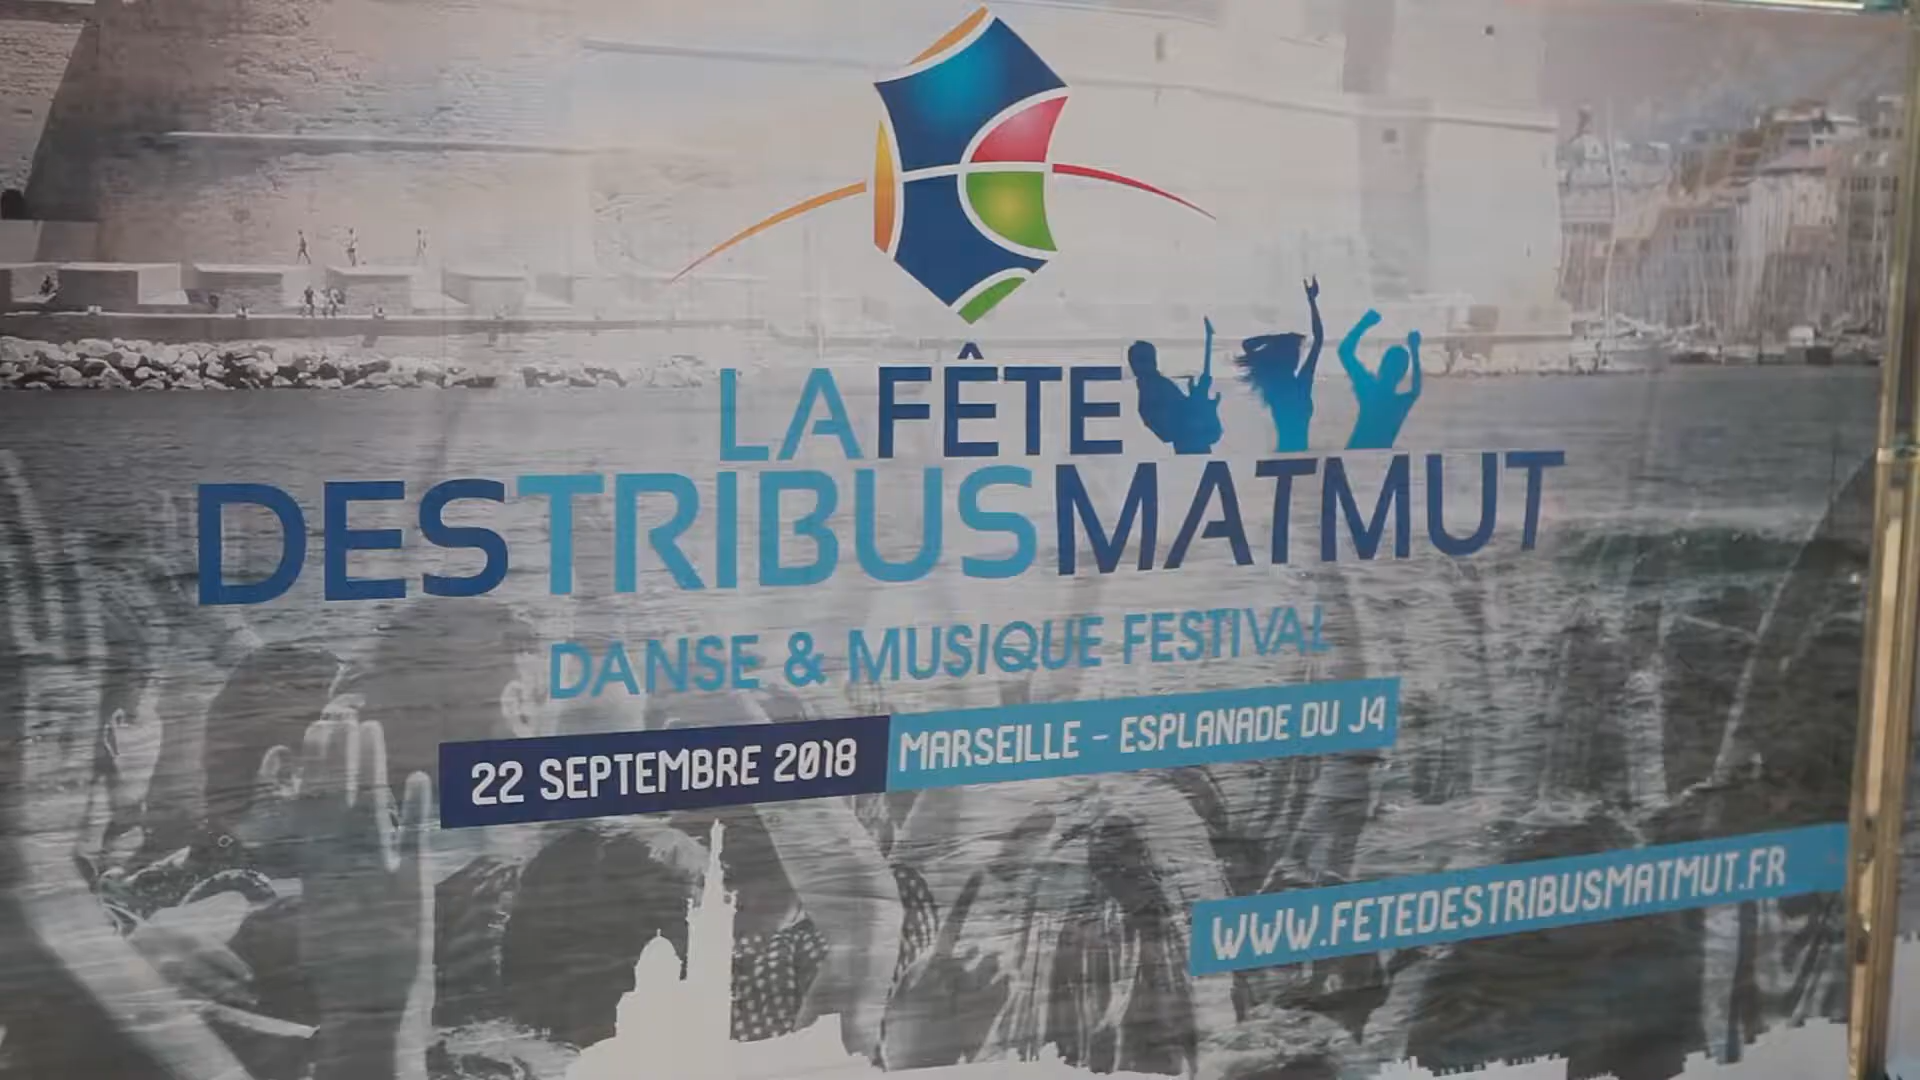 LA FÊTE
DES TRIBUS MATMUT
DANSE & MUSIQUE FESTIVAL
22 SEPTEMBRE 2018 MARSEILLE - ESPLANADE DU J4
WWW.FETEDESTRIBUSMATMUT.FR